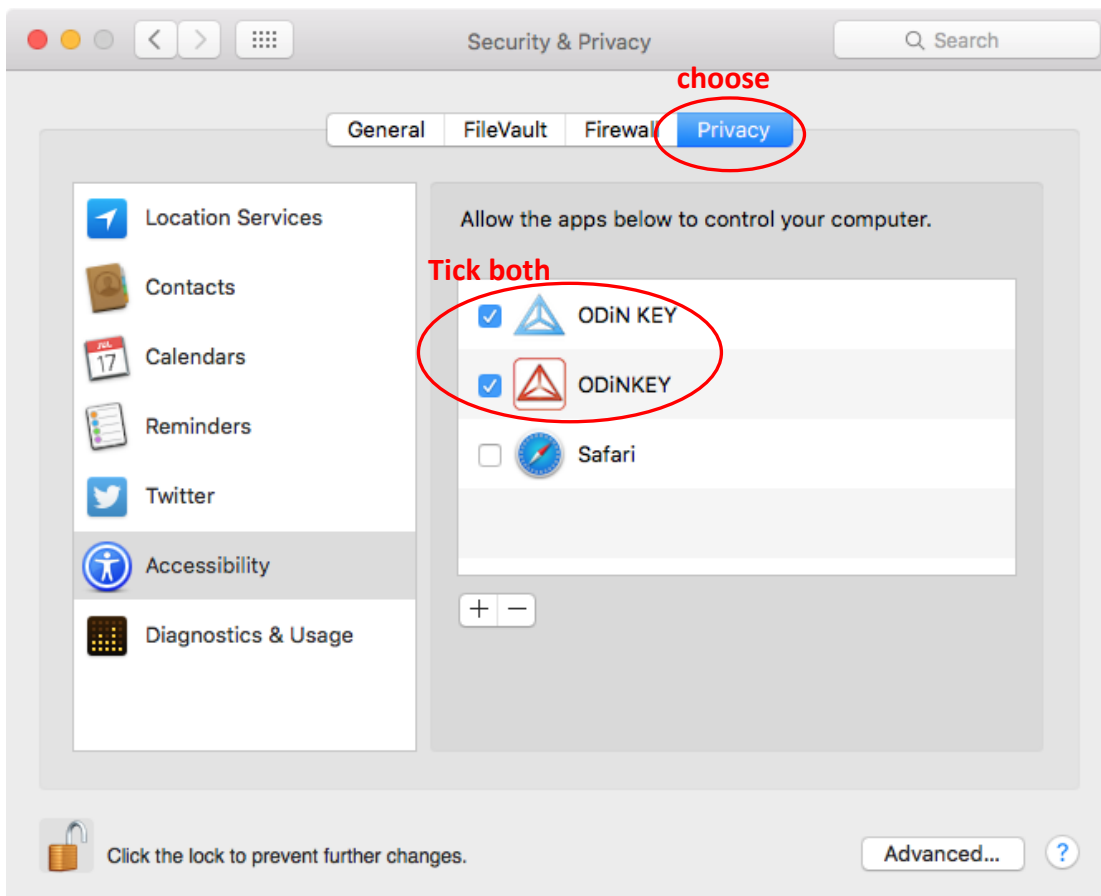 Security & Privacy
Search
choose
General FileVault Firewall Privacy
Location Services
Contacts
JUL
17
Calendars
Reminders
Twitter
Accessibility
Diagnostics & Usage
Allow the apps below to control your computer.
Tick both
ODiN KEY
ODiNKEY
Safari
Click the lock to prevent further changes.
Advanced...
?